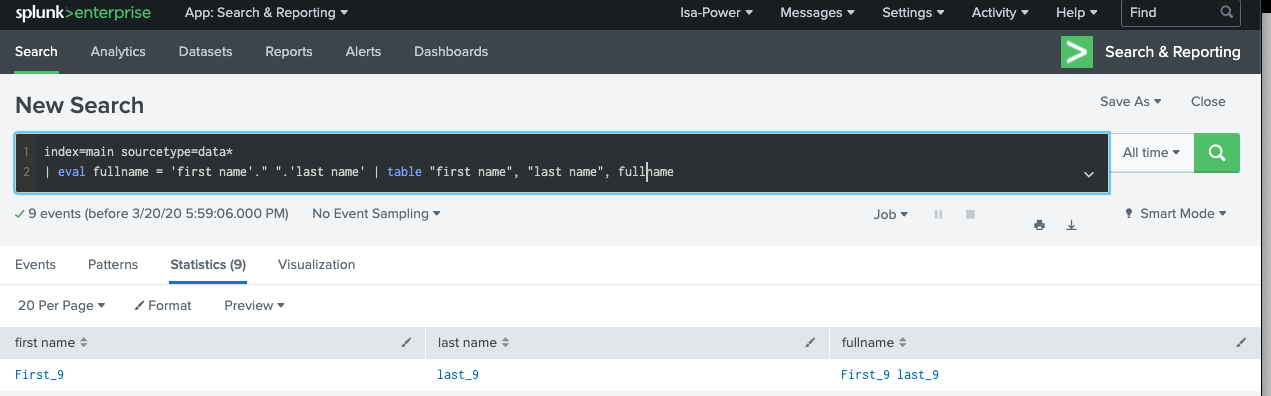 splunk>enterprise App: Search & Reporting Isa-Power Messages Settings Activity Help Find
Search Analytics Datasets Reports Alerts Dashboards Search & Reporting
New Search Save As Close
1 index=main sourcetype=data*
2 | eval fullname = 'first name'." ".'last name' | table "first name", "last name", fullname
All time
9 events (before 3/20/20 5:59:06.000 PM) No Event Sampling Job Smart Mode
Events Patterns Statistics (9) Visualization
20 Per Page Format Preview
first name last name fullname
First_9 last_9 First_9 last_9